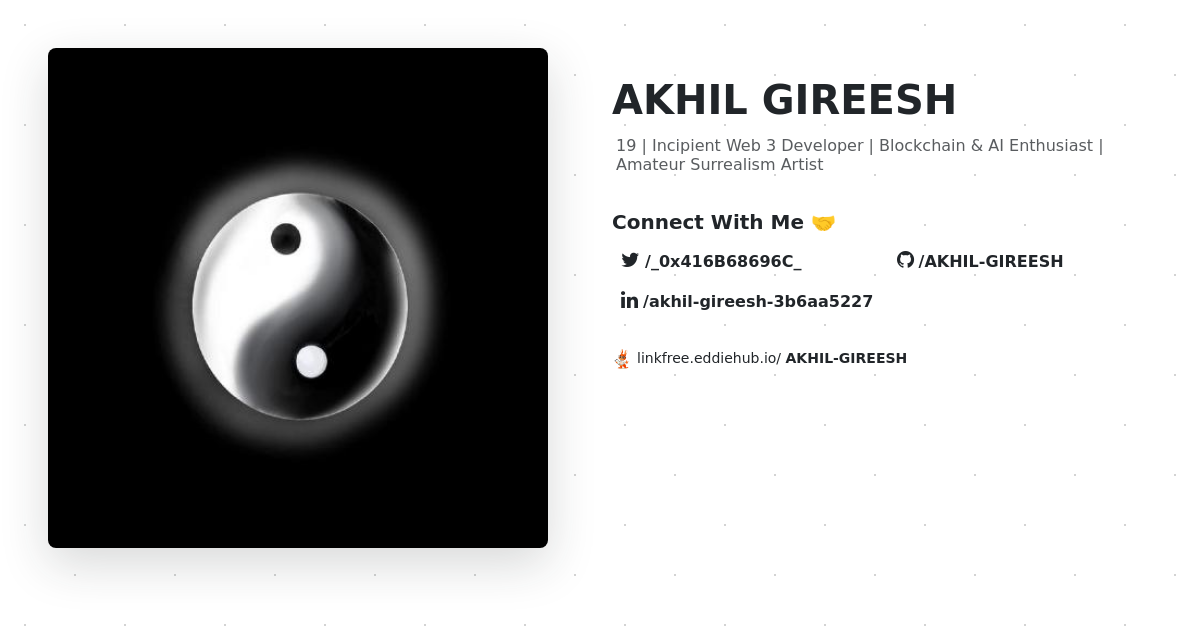 AKHIL GIREESH
19 | Incipient Web 3 Developer | Blockchain & AI Enthusiast |
Amateur Surrealism Artist
Connect With Me 🤝
/_0x416B68696C_
/AKHIL-GIREESH
/akhil-gireesh-3b6aa5227
linkfree.eddiehub.io/ AKHIL-GIREESH